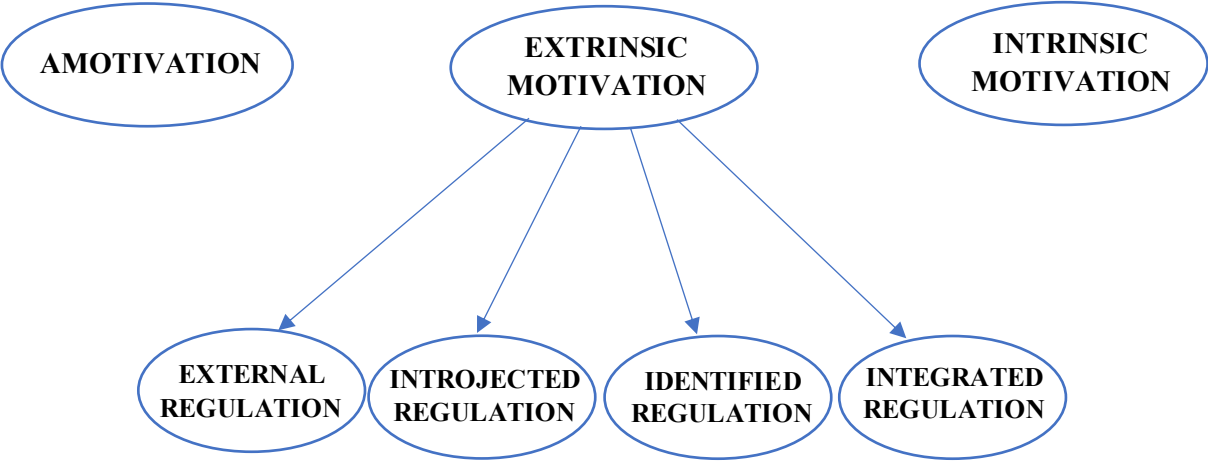 AMOTIVATION
EXTRINSIC
MOTIVATION
INTRINSIC
MOTIVATION
EXTERNAL
REGULATION
INTROJECTED
REGULATION
IDENTIFIED
REGULATION
INTEGRATED
REGULATION